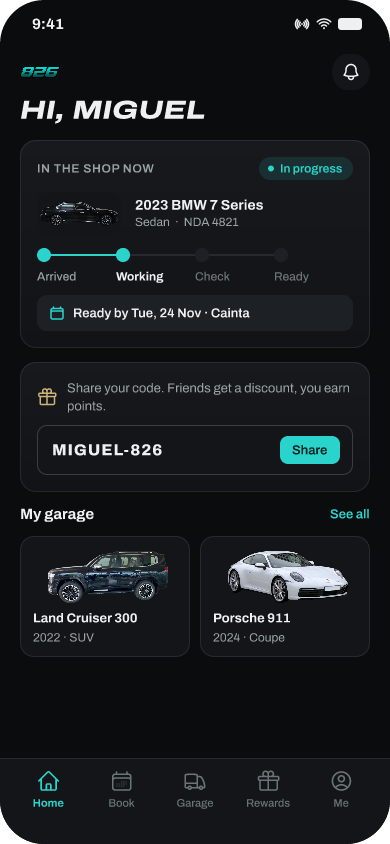 9:41
826
HI, MIGUEL
IN THE SHOP NOW
In progress
2023 BMW 7 Series
Sedan · NDA 4821
Arrived
Working
Check
Ready
Ready by Tue, 24 Nov · Cainta
Share your code. Friends get a discount, you earn
points.
MIGUEL-826
Share
My garage
See all
Land Cruiser 300
2022 · SUV
Porsche 911
2024 · Coupe
Home
Book
Garage
Rewards
Me